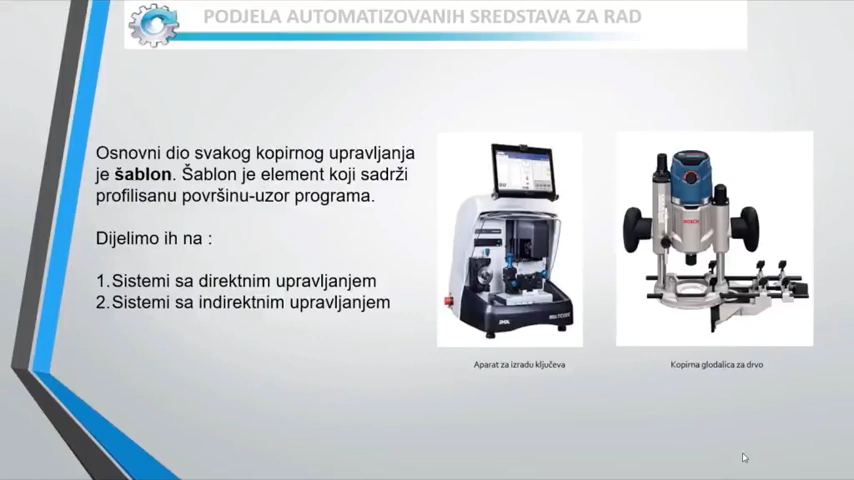 PODJELA AUTOMATIZOVANIH SREDSTAVA ZA RAD
Osnovni dio svakog kopirnog upravljanja
je šablon. Šablon je element koji sadrži
profilisanu površinu-uzor programa.
Dijelimo ih na :
1.Sistemi sa direktnim upravljanjem
2.Sistemi sa indirektnim upravljanjem
BOSCH
Aparat za izradu ključeva
Kopirna glodalica za drvo